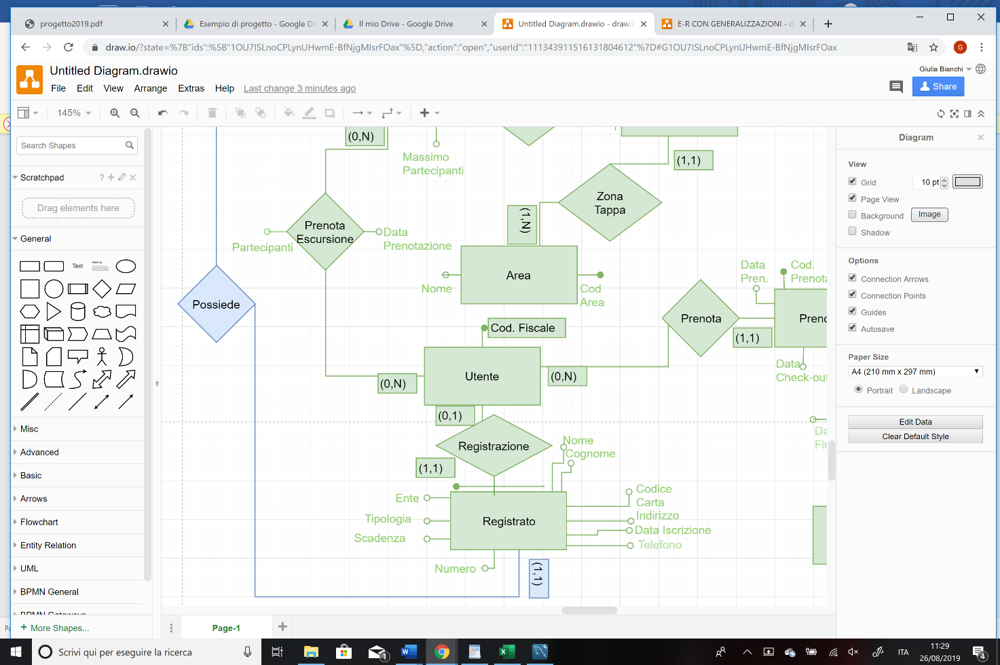 progetto2019.pdf
Esempio di progetto - Google Dr
Il mio Drive - Google Drive
Untitled Diagram.drawio - draw.i
E-R CON GENERALIZZAZIONI - d
draw.io/?state=%7B"ids":%5B"1OU7ISLnoCPLynUHwmE-BfNjgMIsrFOax"%5D,"action":"open","userId":"111343911516131804612"%7D#G1OU7ISLnoCPLynUHwmE-BfNjgMIsrFOax
G
Untitled Diagram.drawio
Giulia Bianchi
File Edit View Arrange Extras Help Last change 3 minutes ago
Share
145%
Search Shapes
Scratchpad
?
Drag elements here
General
Text
Misc
Advanced
Basic
Arrows
Flowchart
Entity Relation
UML
BPMN General
BPMN Gateways
+ More Shapes...
(0,N)
Massimo
Partecipanti
(1,1)
Zona
Tappa
(1,N)
Prenota
Escursione
Data
Prenotazione
Partecipanti
Area
Nome
Cod
Area
Data
Pren.
Cod.
Prenota
Possiede
Prenota
Preno
(1,1)
Cod. Fiscale
Utente
(0,N)
(0,N)
Data
Check-out
(0,1)
Registrazione
Nome
Cognome
Da
Fin
(1,1)
Ente
Tipologia
Scadenza
Registrato
Codice
Carta
Indirizzo
Data Iscrizione
Telefono
Numero
(1,1)
Page-1
Diagram
View
Grid
10 pt
Page View
Background
Image
Shadow
Options
Connection Arrows
Connection Points
Guides
Autosave
Paper Size
A4 (210 mm x 297 mm)
Portrait
Landscape
Edit Data
Clear Default Style
Scrivi qui per eseguire la ricerca
1
ITA
11:29
26/08/2019
4